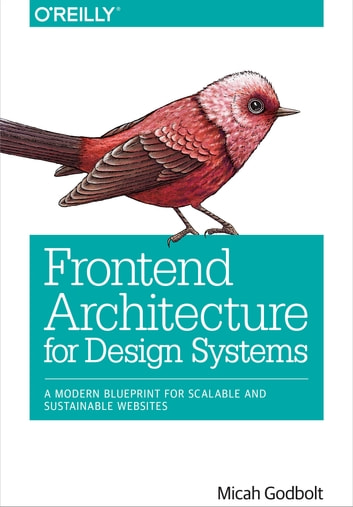 O'REILLY®
Frontend
Architecture
for Design Systems
A MODERN BLUEPRINT FOR SCALABLE AND
SUSTAINABLE WEBSITES
Micah Godbolt